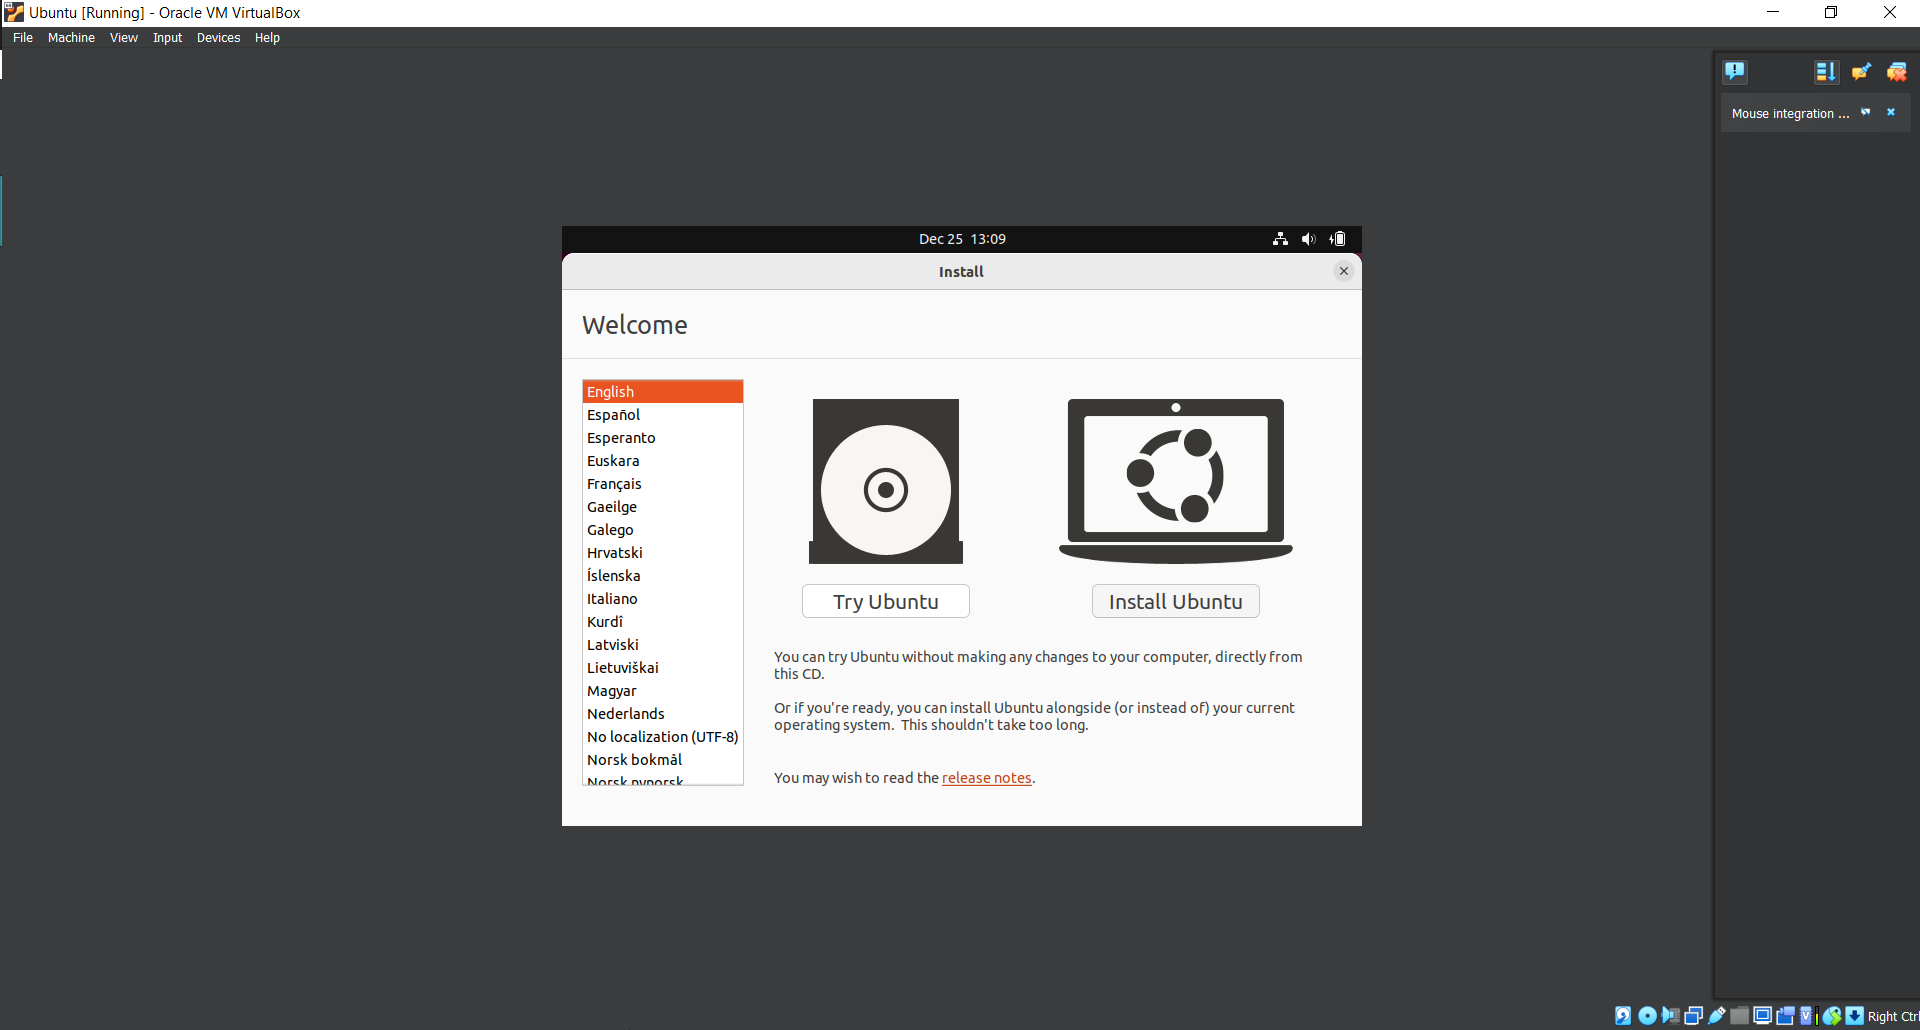 Ubuntu [Running] - Oracle VM VirtualBox
File Machine View Input Devices Help
Mouse integration ...
Dec 25 13:09
Install
Welcome
English
Español
Esperanto
Euskara
Français
Gaeilge
Galego
Hrvatski
Íslenska
Italiano
Kurdî
Latviski
Lietuviškai
Magyar
Nederlands
No localization (UTF-8)
Norsk bokmål
Norsk nynorsk
Try Ubuntu
Install Ubuntu
You can try Ubuntu without making any changes to your computer, directly from
this CD.
Or if you're ready, you can install Ubuntu alongside (or instead of) your current
operating system. This shouldn't take too long.
You may wish to read the release notes.
Right Ctrl